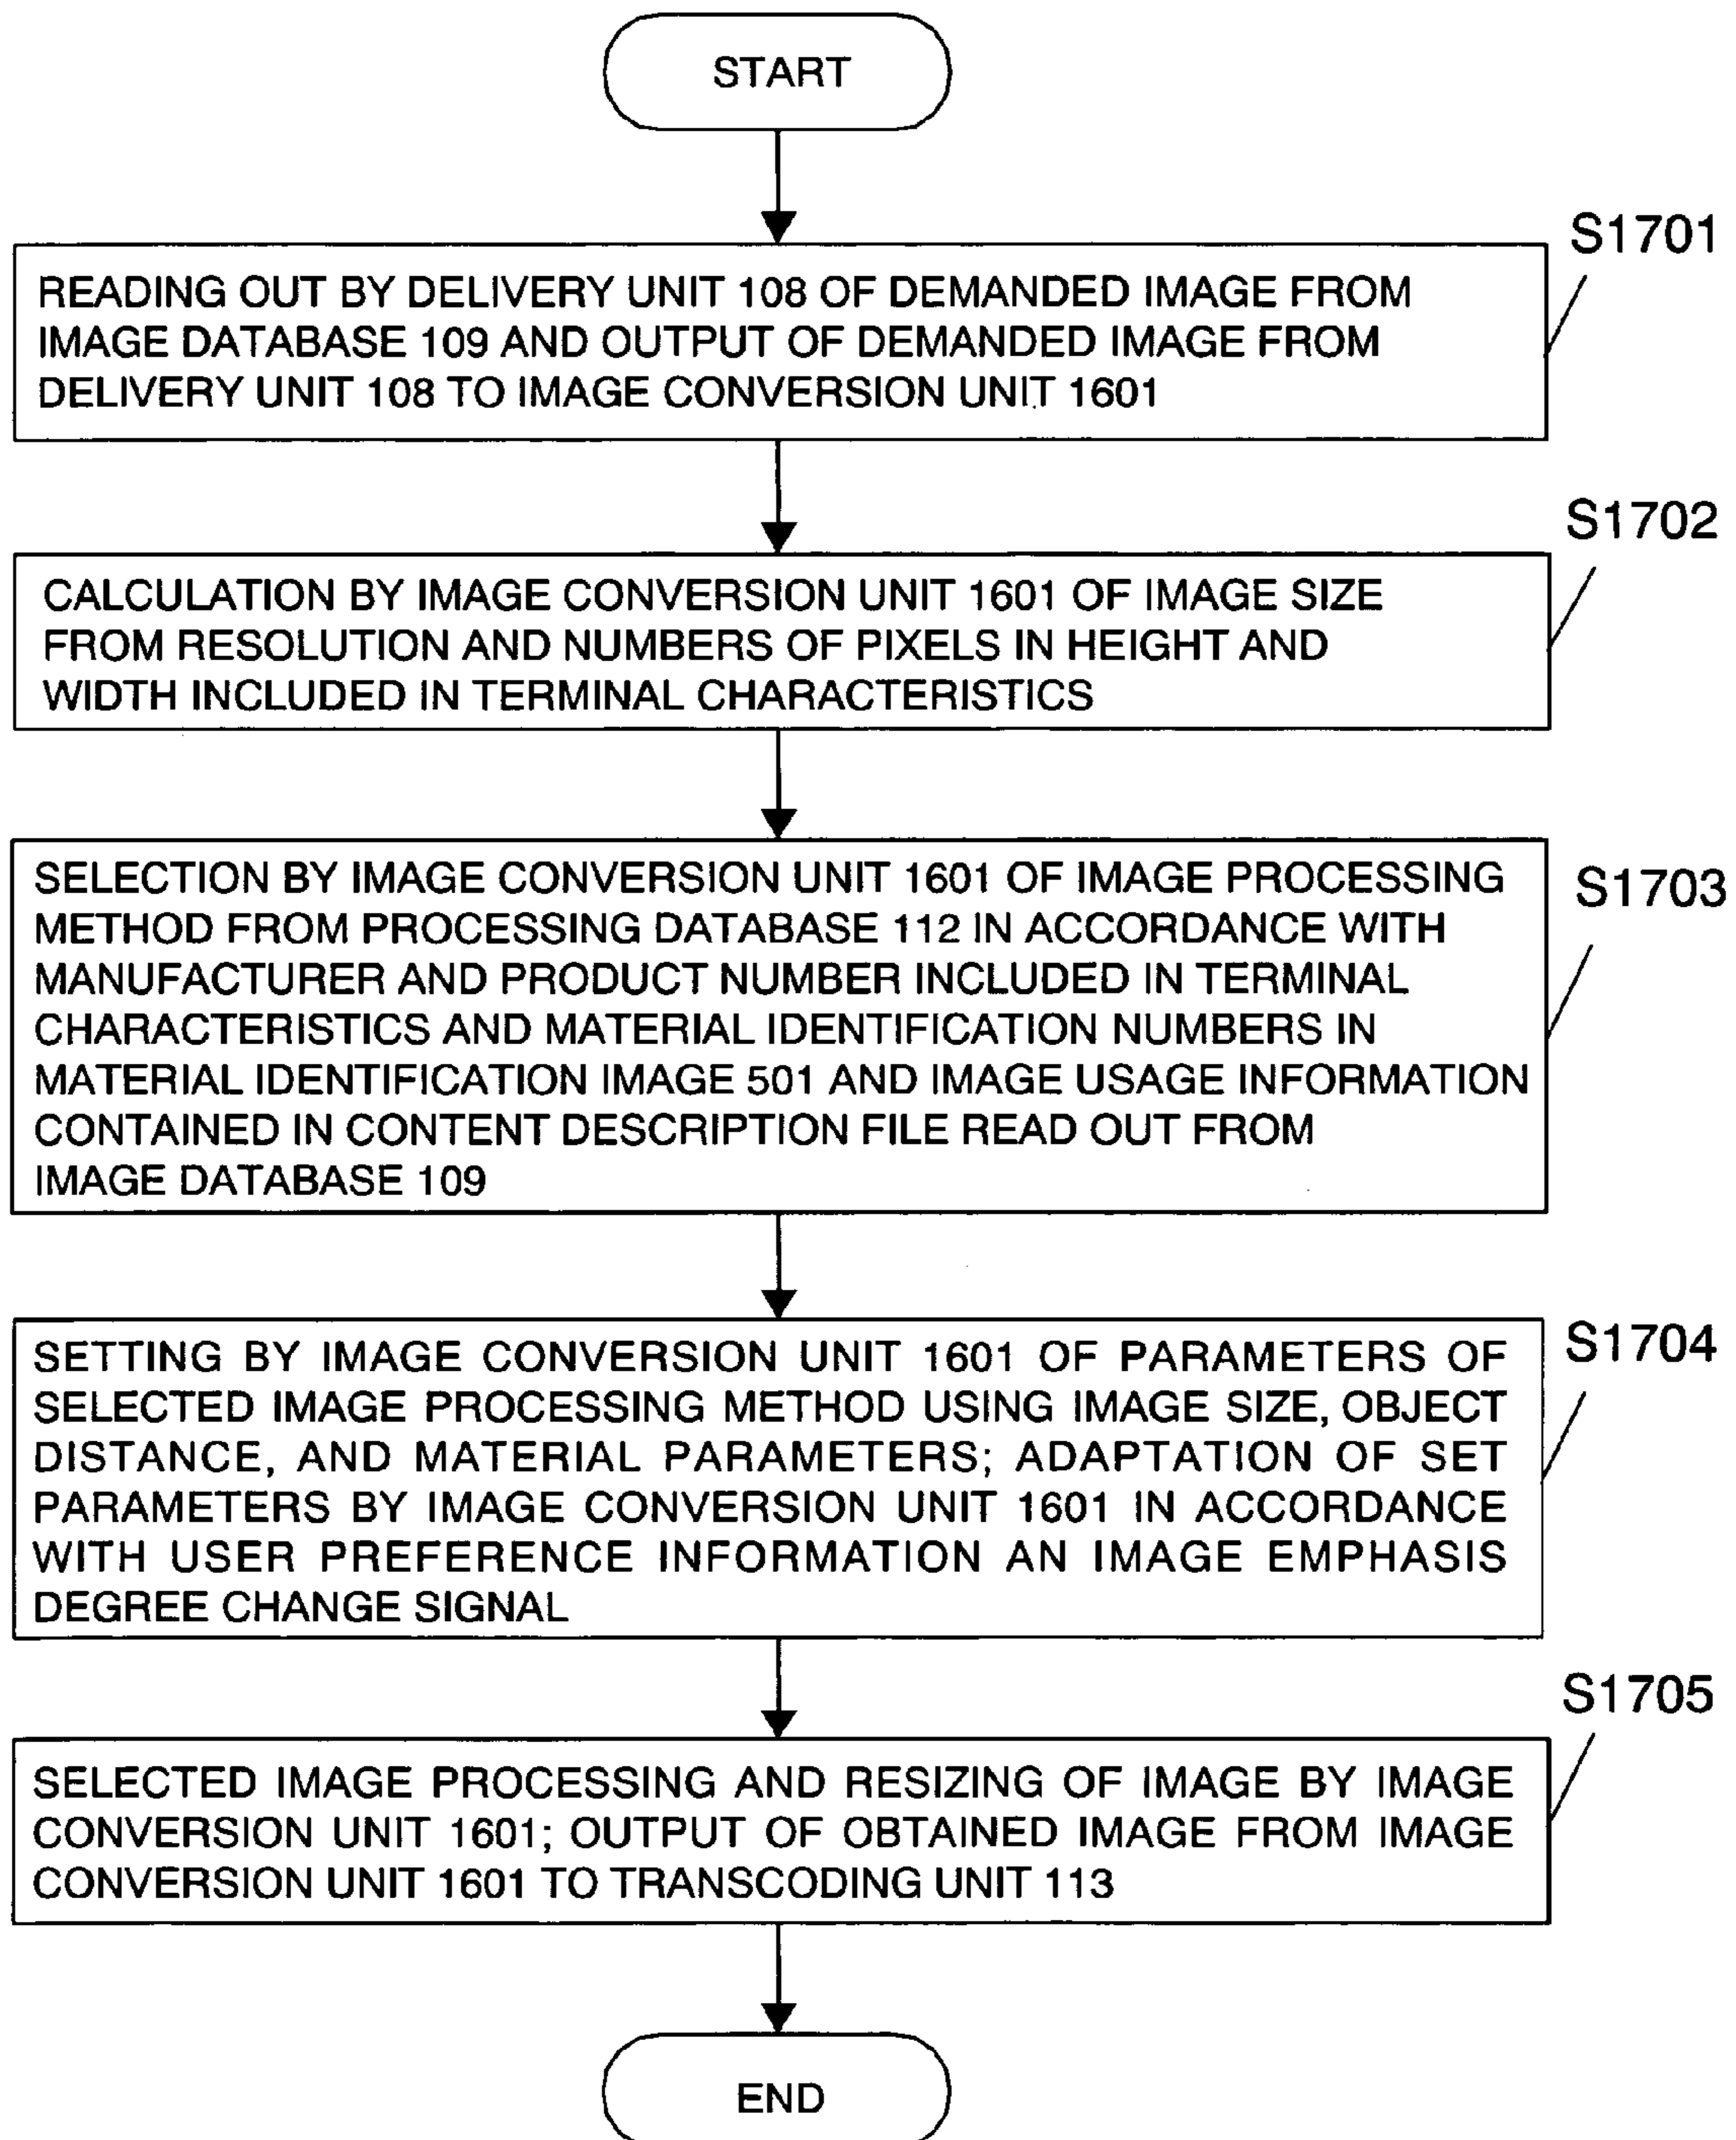 START
S1701
READING OUT BY DELIVERY UNIT 108 OF DEMANDED IMAGE FROM
IMAGE DATABASE 109 AND OUTPUT OF DEMANDED IMAGE FROM
DELIVERY UNIT 108 TO IMAGE CONVERSION UNIT 1601
S1702
CALCULATION BY IMAGE CONVERSION UNIT 1601 OF IMAGE SIZE
FROM RESOLUTION AND NUMBERS OF PIXELS IN HEIGHT AND
WIDTH INCLUDED IN TERMINAL CHARACTERISTICS
S1703
SELECTION BY IMAGE CONVERSION UNIT 1601 OF IMAGE PROCESSING
METHOD FROM PROCESSING DATABASE 112 IN ACCORDANCE WITH
MANUFACTURER AND PRODUCT NUMBER INCLUDED IN TERMINAL
CHARACTERISTICS AND MATERIAL IDENTIFICATION NUMBERS IN
MATERIAL IDENTIFICATION IMAGE 501 AND IMAGE USAGE INFORMATION
CONTAINED IN CONTENT DESCRIPTION FILE READ OUT FROM
IMAGE DATABASE 109
S1704
SETTING BY IMAGE CONVERSION UNIT 1601 OF PARAMETERS OF
SELECTED IMAGE PROCESSING METHOD USING IMAGE SIZE, OBJECT
DISTANCE, AND MATERIAL PARAMETERS; ADAPTATION OF SET
PARAMETERS BY IMAGE CONVERSION UNIT 1601 IN ACCORDANCE
WITH USER PREFERENCE INFORMATION AN IMAGE EMPHASIS
DEGREE CHANGE SIGNAL
S1705
SELECTED IMAGE PROCESSING AND RESIZING OF IMAGE BY IMAGE
CONVERSION UNIT 1601; OUTPUT OF OBTAINED IMAGE FROM IMAGE
CONVERSION UNIT 1601 TO TRANSCODING UNIT 113
END